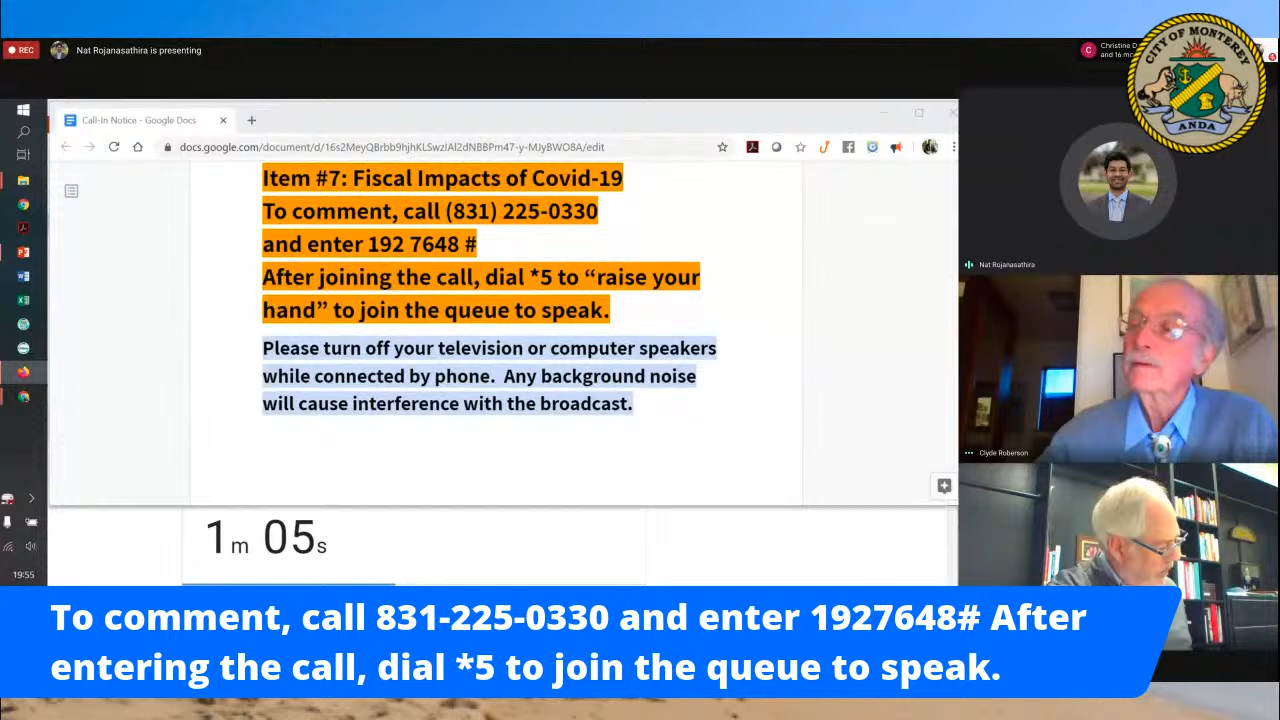 REC
Nat Rojanasathira is presenting
C
Christine D
and 16 mo
CITY OF MONTEREY
ANDA
Call-In Notice - Google Docs
docs.google.com/document/d/16s2MeyQBrbb9hjhKLSwzIAl2dNBBPm47-y-MJyBWO8A/edit
Item #7: Fiscal Impacts of Covid-19
To comment, call (831) 225-0330
and enter 192 7648 #
After joining the call, dial *5 to “raise your
hand” to join the queue to speak.
Please turn off your television or computer speakers
while connected by phone. Any background noise
will cause interference with the broadcast.
Nat Rojanasathira
Clyde Roberson
1m 05s
19:55
To comment, call 831-225-0330 and enter 1927648# After
entering the call, dial *5 to join the queue to speak.